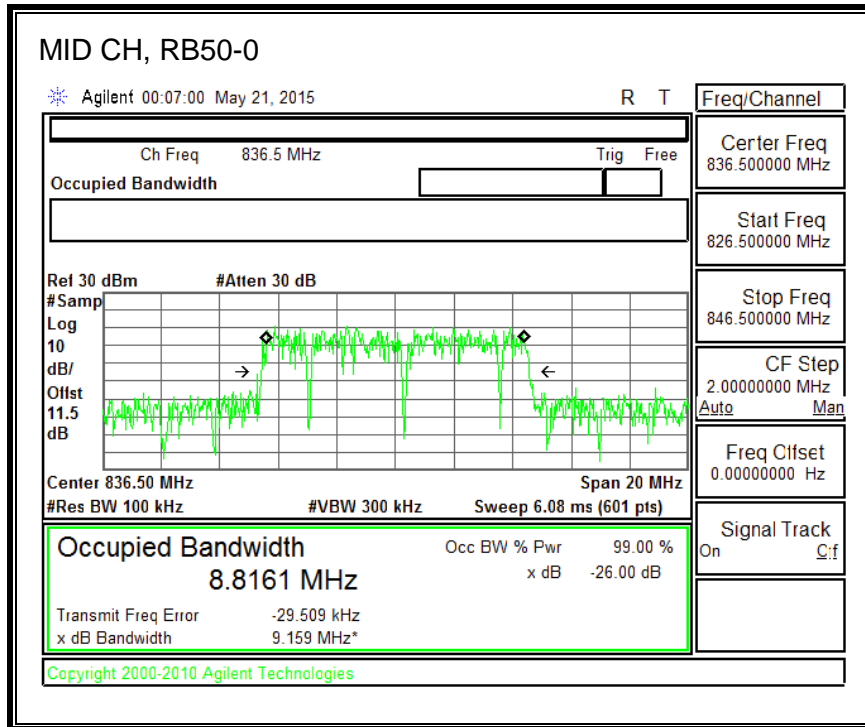 MID CH, RB50-0
Agilent 00:07:00 May 21, 2015 R T
Freq/Channel
Ch Freq 836.5 MHz Trig Free
Occupied Bandwidth
Center Freq
836.500000 MHz
Start Freq
826.500000 MHz
Stop Freq
846.500000 MHz
CF Step
2.00000000 MHz
Auto Man
Freq Offset
0.00000000 Hz
Signal Track
On Off
Ref 30 dBm #Atten 30 dB
#Samp
Log
10
dB/
Offst
11.5
dB
Center 836.50 MHz Span 20 MHz
#Res BW 100 kHz #VBW 300 kHz Sweep 6.08 ms (601 pts)
Occupied Bandwidth
8.8161 MHz
Occ BW % Pwr 99.00 %
x dB -26.00 dB
Transmit Freq Error -29.509 kHz
x dB Bandwidth 9.159 MHz*
Copyright 2000-2010 Agilent Technologies